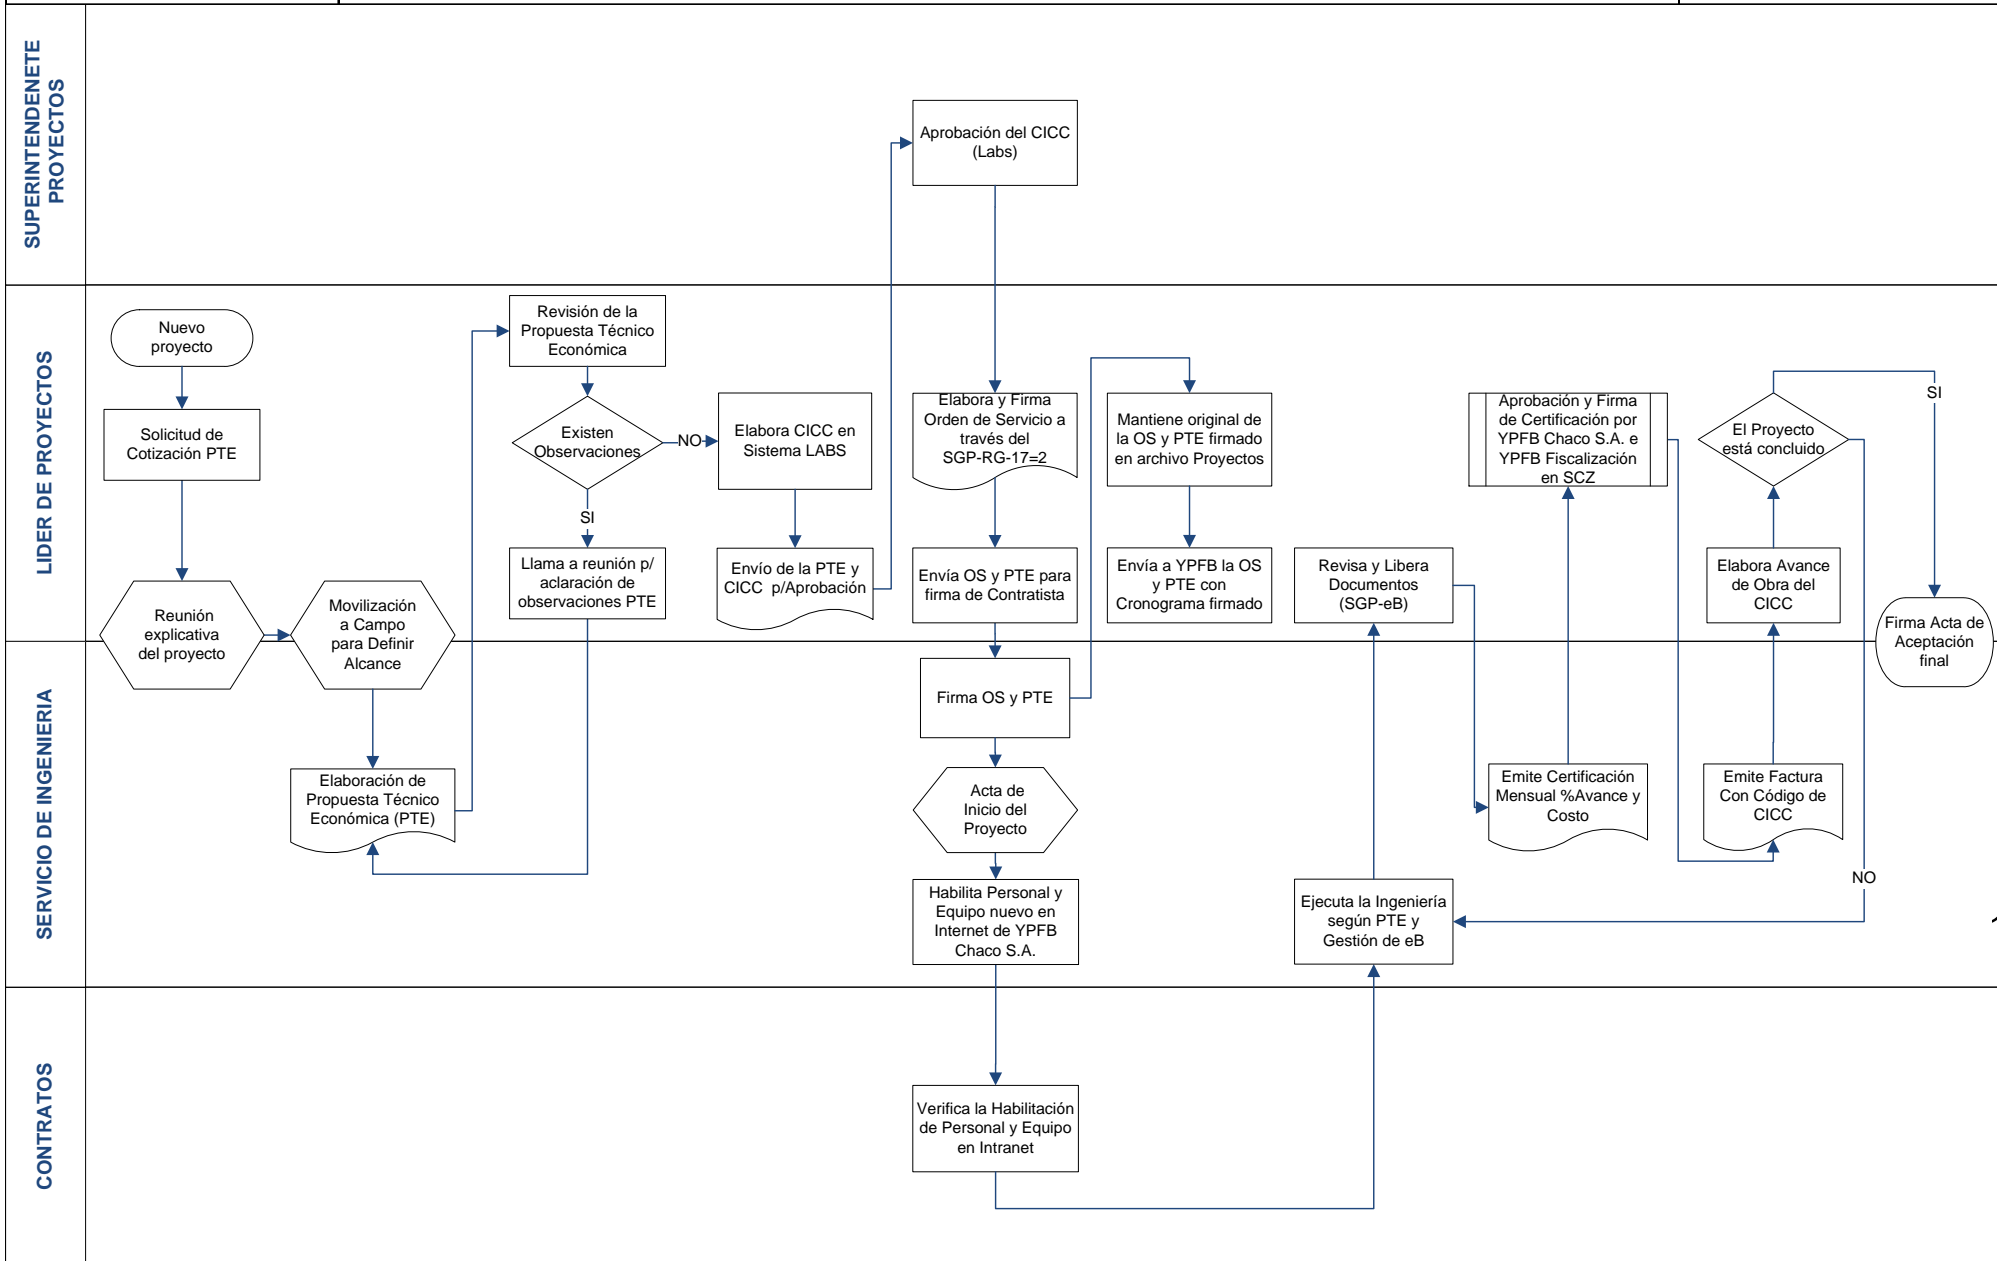 SUPERINTENDENETE
PROYECTOS
Aprobación del CICC
(Labs)
LIDER DE PROYECTOS
Nuevo
proyecto
Solicitud de
Cotización PTE
Reunión
explicativa
del proyecto
Movilización
a Campo
para Definir
Alcance
Revisión de la
Propuesta Técnico
Económica
Existen
Observaciones
NO
SI
Llama a reunión p/
aclaración de
observaciones PTE
Elabora CICC en
Sistema LABS
Envío de la PTE y
CICC p/Aprobación
Elabora y Firma
Orden de Servicio a
través del
SGP-RG-17=2
Envía OS y PTE para
firma de Contratista
Mantiene original de
la OS y PTE firmado
en archivo Proyectos
Envía a YPFB la OS
y PTE con
Cronograma firmado
Revisa y Libera
Documentos
(SGP-eB)
Aprobación y Firma
de Certificación por
YPFB Chaco S.A. e
YPFB Fiscalización
en SCZ
El Proyecto
está concluido
SI
Elabora Avance
de Obra del
CICC
Firma Acta de
Aceptación
final
SERVICIO DE INGENIERIA
Elaboración de
Propuesta Técnico
Económica (PTE)
Firma OS y PTE
Acta de
Inicio del
Proyecto
Habilita Personal y
Equipo nuevo en
Internet de YPFB
Chaco S.A.
Ejecuta la Ingeniería
según PTE y
Gestión de eB
Emite Certificación
Mensual %Avance y
Costo
Emite Factura
Con Código de
CICC
NO
CONTRATOS
Verifica la Habilitación
de Personal y Equipo
en Intranet